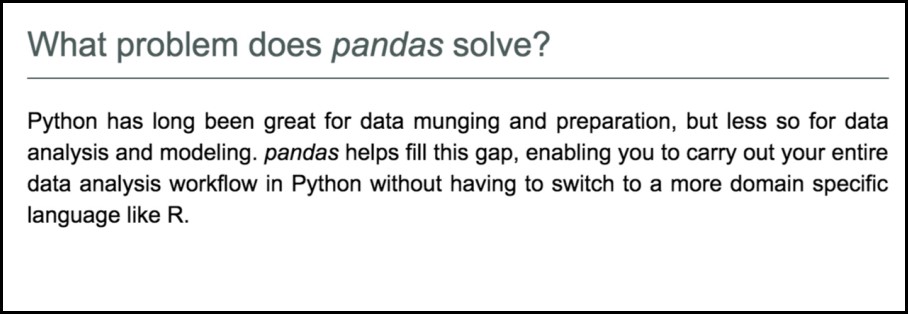 What problem does pandas solve?
Python has long been great for data munging and preparation, but less so for data
analysis and modeling. pandas helps fill this gap, enabling you to carry out your entire
data analysis workflow in Python without having to switch to a more domain specific
language like R.